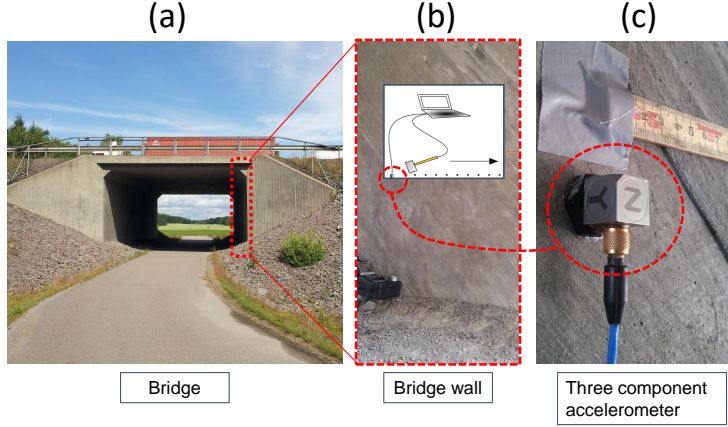 (a) (b) (c)
Y Z
Bridge
Bridge wall
Three component
accelerometer